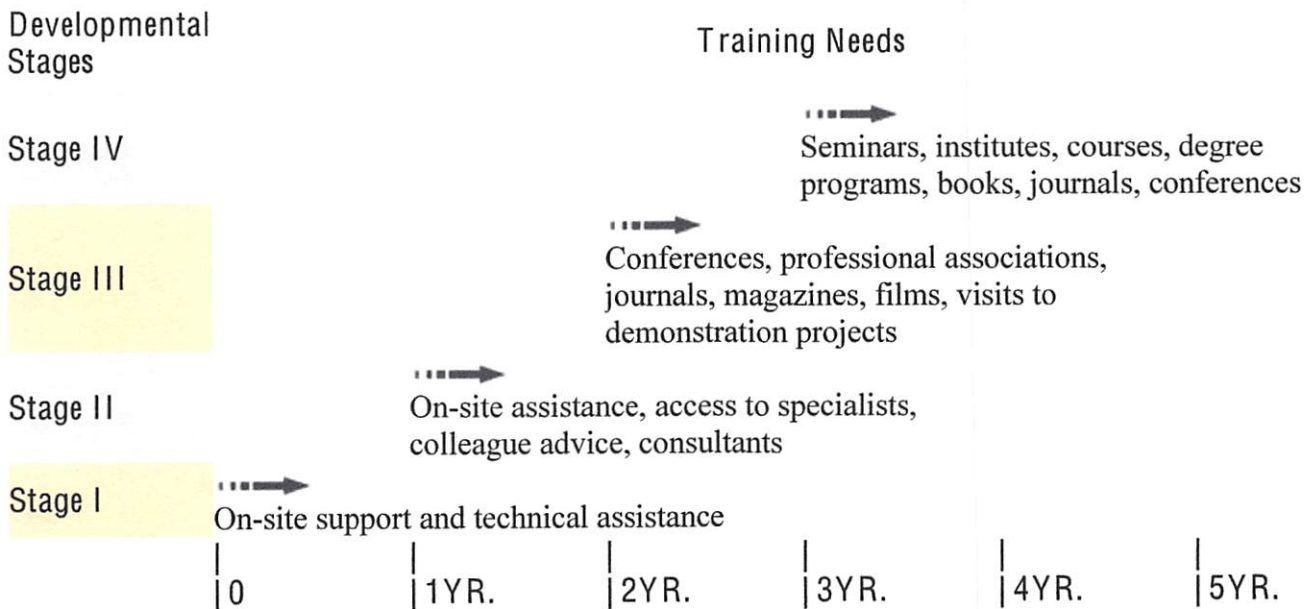 Developmental
Stages
Training Needs
Stage IV
Seminars, institutes, courses, degree
programs, books, journals, conferences
Stage III
Conferences, professional associations,
journals, magazines, films, visits to
demonstration projects
Stage II
On-site assistance, access to specialists,
colleague advice, consultants
Stage I
On-site support and technical assistance
0 1YR. 2YR. 3YR. 4YR. 5YR.